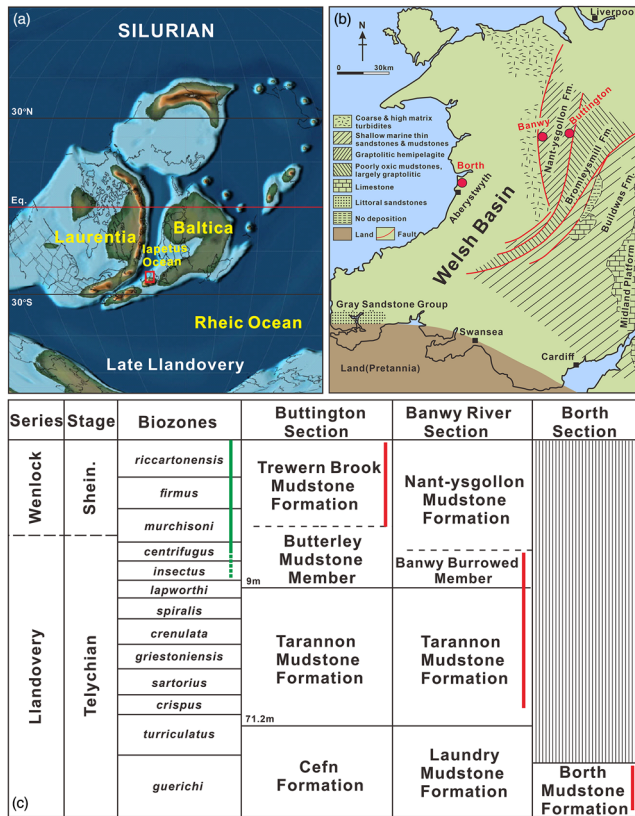 (a)
SILURIAN
30°N
Eq.
Laurentia
Baltica
Iapetus
Ocean
30°S
Rheic Ocean
Late Llandovery
(b)
Liverpool
N
0 30km
Coarse & high matrix
turbidites
Shallow marine thin
sandstones & mudstones
Graptolitic hemipelagite
Poorly oxic mudstones,
largely graptolitic
Limestone
Littoral sandstones
No deposition
Land
Fault
Banwy
Nant-ysgollon Fm.
Buttington
Borth
Aberystwyth
Bromleysmill Fm.
Buildwas Fm.
Welsh Basin
Midland Platform
Gray Sandstone Group
Swansea
Land(Pretannia)
Cardiff
Series
Stage
Biozones
Buttington
Section
Banwy River
Section
Borth
Section
Wenlock
Shein.
riccartonensis
firmus
murchisoni
Trewern Brook
Mudstone
Formation
Nant-ysgollon
Mudstone
Formation
Llandovery
Telychian
centrifugus
insectus
lapworthi
spiralis
crenulata
griestoniensis
sartorius
crispus
turriculatus
guerichi
Butterley
Mudstone
Member
9m
Banwy Burrowed
Member
Tarannon
Mudstone
Formation
71.2m
Tarannon
Mudstone
Formation
Cefn
Formation
Laundry
Mudstone
Formation
Borth
Mudstone
Formation
(c)